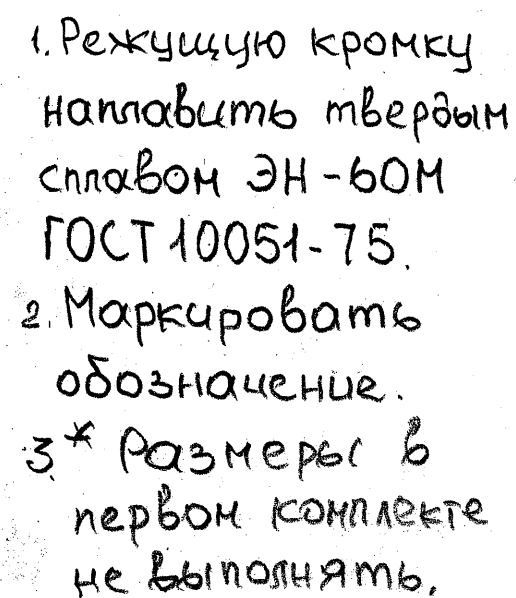 1. Режущую кромку
наплавить твердым
сплавом ЭН-60М
ГОСТ 10051-75.
2. Маркировать
обозначение.
3.* Размеры в
первом комплекте
не выполнять.